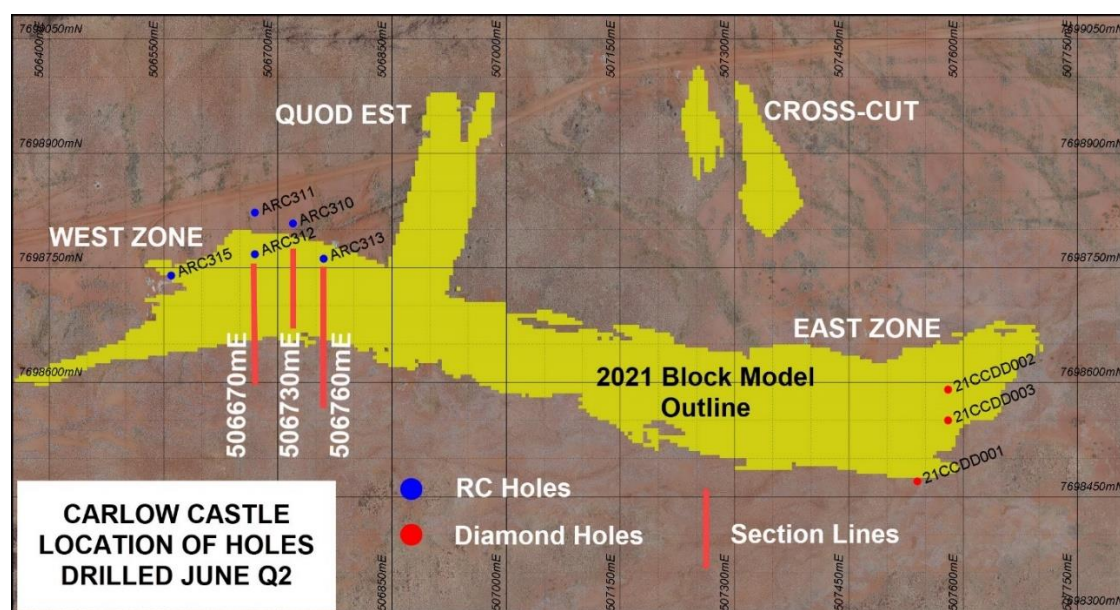 7699050mN
506400mE
506550mE
506700mE
506850mE
507000mE
507150mE
507300mE
507450mE
507600mE
507750mE
7699050mN
QUOD EST
CROSS-CUT
7698900mN
7698900mN
ARC311
ARC310
WEST ZONE
ARC312
ARC313
7698750mN
ARC315
7698750mN
EAST ZONE
506670mE
506730mE
506760mE
7698600mN
2021 Block Model
Outline
21CCDD002
7698600mN
21CCDD003
21CCDD001
7698450mN
RC Holes
Diamond Holes
Section Lines
CARLOW CASTLE
LOCATION OF HOLES
DRILLED JUNE Q2
506850mE
507000mE
507150mE
507300mE
507450mE
507600mE
7698300mN